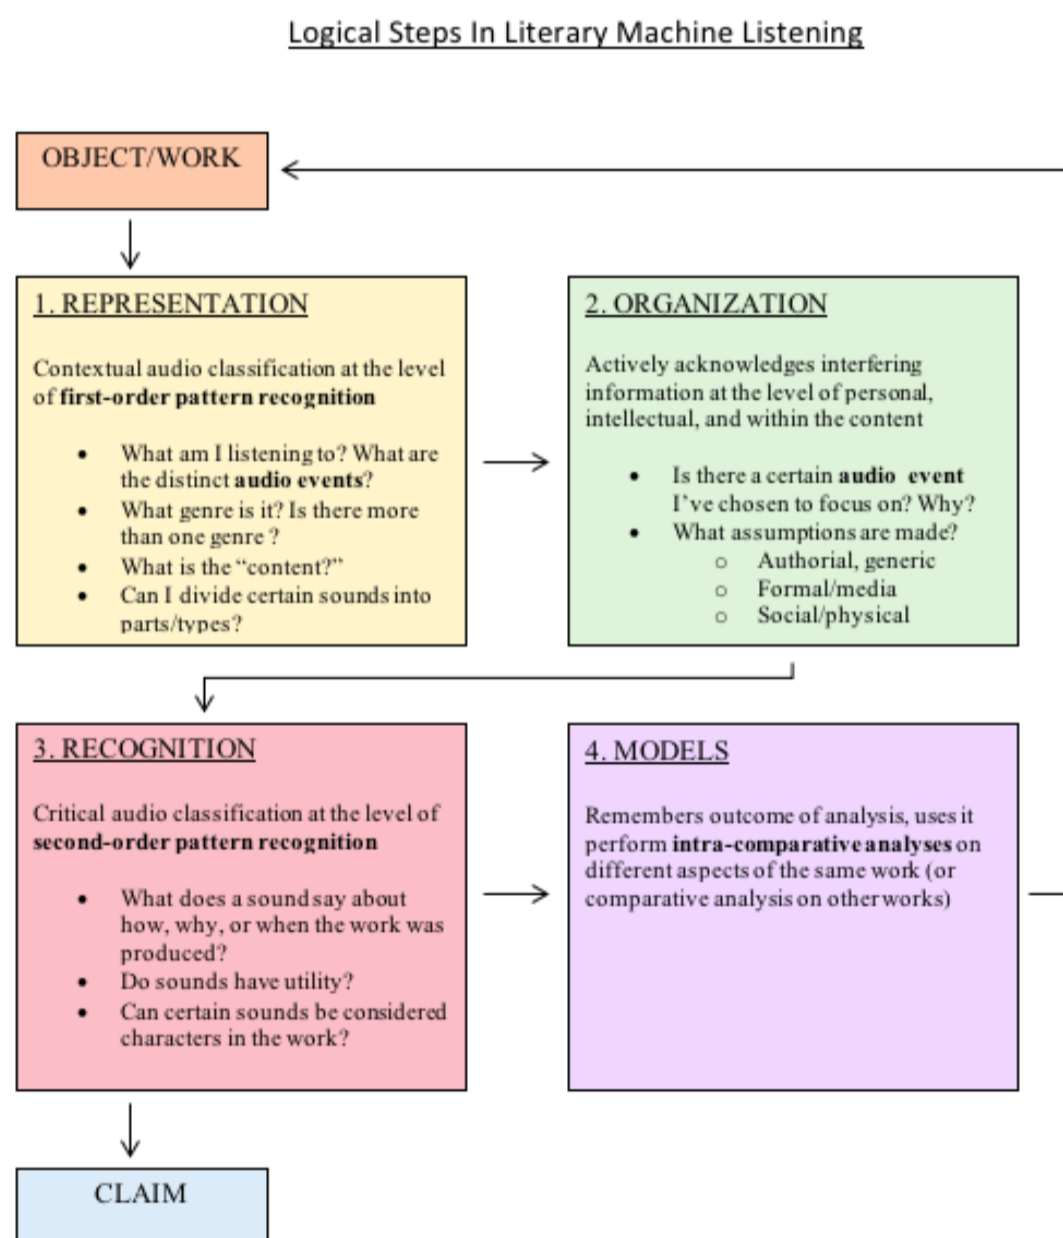 Logical Steps In Literary Machine Listening
OBJECT/WORK
1. REPRESENTATION
Contextual audio classification at the level
of first-order pattern recognition
• What am I listening to? What are
the distinct audio events?
• What genre is it? Is there more
than one genre ?
• What is the “content?”
• Can I divide certain sounds into
parts/types?
2. ORGANIZATION
Actively acknowledges interfering
information at the level of personal,
intellectual, and within the content
• Is there a certain audio event
I’ve chosen to focus on? Why?
• What assumptions are made?
o Authorial, generic
o Formal/media
o Social/physical
3. RECOGNITION
Critical audio classification at the level of
second-order pattern recognition
• What does a sound say about
how, why, or when the work was
produced?
• Do sounds have utility?
• Can certain sounds be considered
characters in the work?
4. MODELS
Remembers outcome of analysis, uses it
perform intra-comparative analyses on
different aspects of the same work (or
comparative analysis on other works)
CLAIM